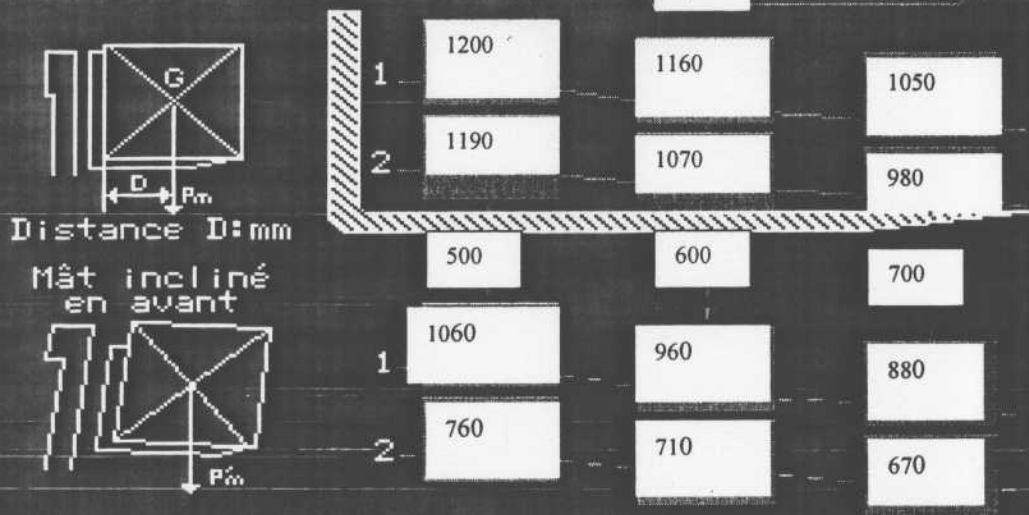 1 1200 1160 1050
G
2 1190 1070 980
D Pm
Distance D:mm
500 600 700
Mât incliné
en avant
1 1060 960 880
2 760 710 670
P'm